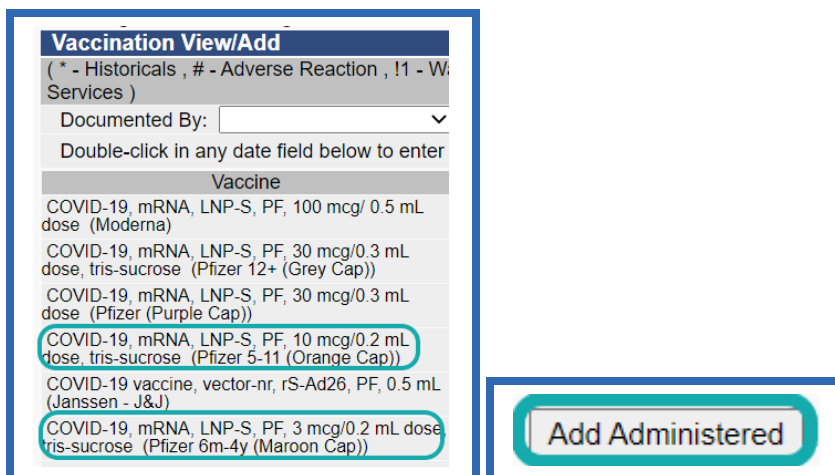 Vaccination View/Add
( * - Historicals , # - Adverse Reaction , !1 -
Services )
Documented By:
Double-click in any date field below to enter
Vaccine
COVID-19, mRNA, LNP-S, PF, 100 mcg/ 0.5 mL
dose (Moderna)
COVID-19, mRNA, LNP-S, PF, 30 mcg/0.3 mL
dose, tris-sucrose (Pfizer 12+ (Grey Cap))
COVID-19, mRNA, LNP-S, PF, 30 mcg/0.3 mL
dose (Pfizer (Purple Cap))
COVID-19, mRNA, LNP-S, PF, 10 mcg/0.2 mL
dose, tris-sucrose (Pfizer 5-11 (Orange Cap))
COVID-19 vaccine, vector-nr, rS-Ad26, PF, 0.5 mL
(Janssen - J&J)
COVID-19, mRNA, LNP-S, PF, 3 mcg/0.2 mL dose,
tris-sucrose (Pfizer 6m-4y (Maroon Cap))
Add Administered